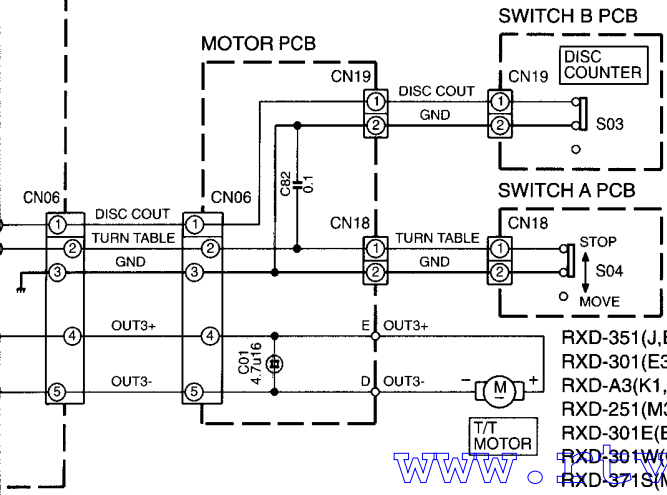 SWITCH B PCB
MOTOR PCB
CN19
DISC COUT
CN19
DISC
COUNTER
1
1
GND
2
2
S03
C82
0.1
SWITCH A PCB
CN06
CN06
CN18
CN18
DISC COUT
1
1
TURN TABLE
2
2
TURN TABLE
1
1
STOP
GND
3
3
GND
2
2
S04
MOVE
OUT3+
4
4
E OUT3+
C01
4.7u16
OUT3-
5
5
D OUT3-
- M +
~
T/T
MOTOR
RXD-351(J,
RXD-301(E3
RXD-A3(K1,
RXD-251(M3
RXD-301E(
RXD-301W(
RXD-371S(
www.